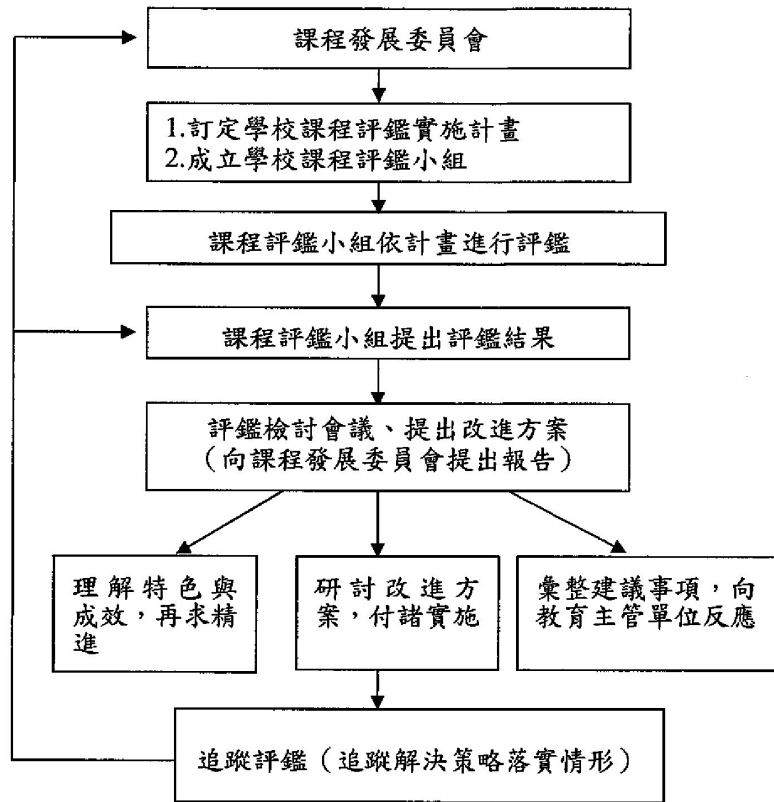 課程發展委員會
1.訂定學校課程評鑑實施計畫
2.成立學校課程評鑑小組
課程評鑑小組依計畫進行評鑑
課程評鑑小組提出評鑑結果
評鑑檢討會議、提出改進方案
（向課程發展委員會提出報告）
理解特色與
成效，再求精
進
研討改進方
案，付諸實施
彙整建議事項，向
教育主管單位反應
追蹤評鑑（追蹤解決策略落實情形）